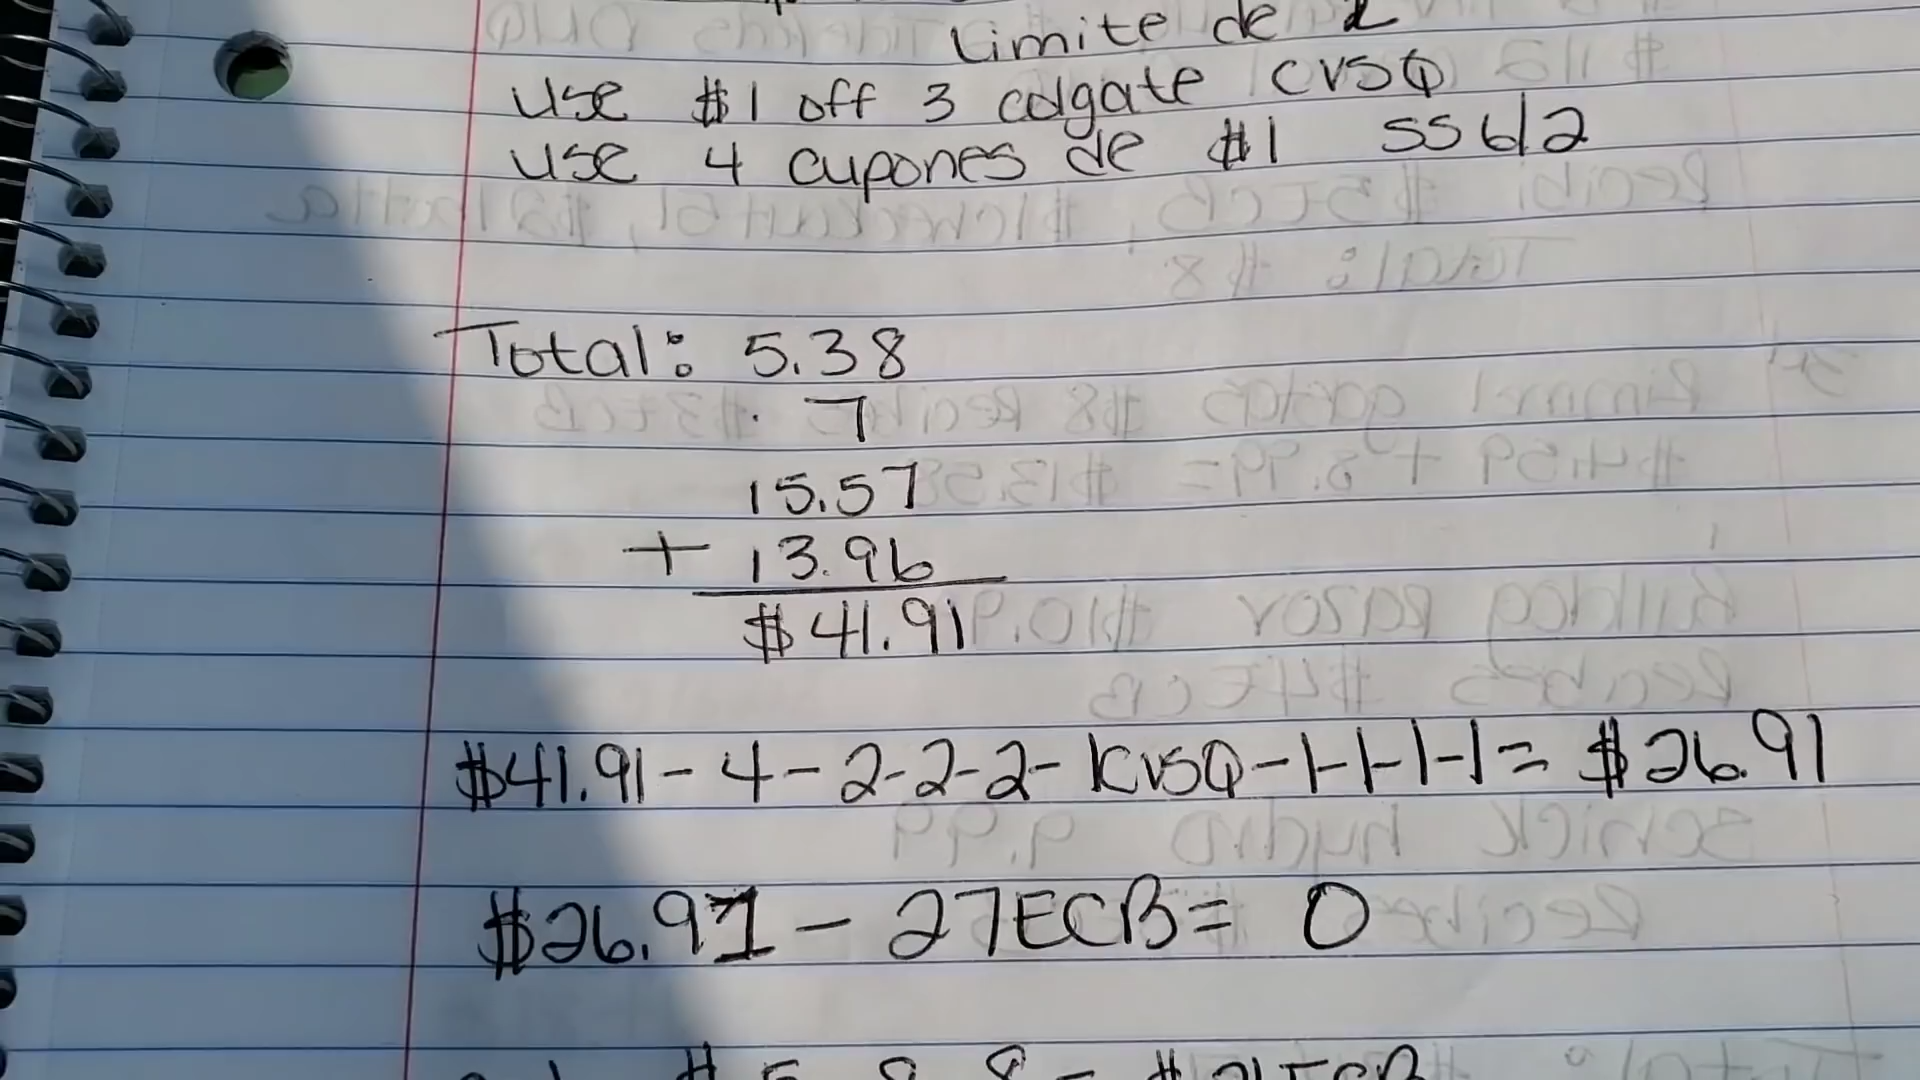 Limite de 2
Use $1 off 3 colgate CVSQ
Use 4 cupones de $1 SS 6/2
Total: 5.38
7
15.57
+ 13.96
$41.91
$41.91 - 4 - 2-2-2- 1CVSQ -1-1-1-1 = $26.91
$26.91 - 27ECB = 0